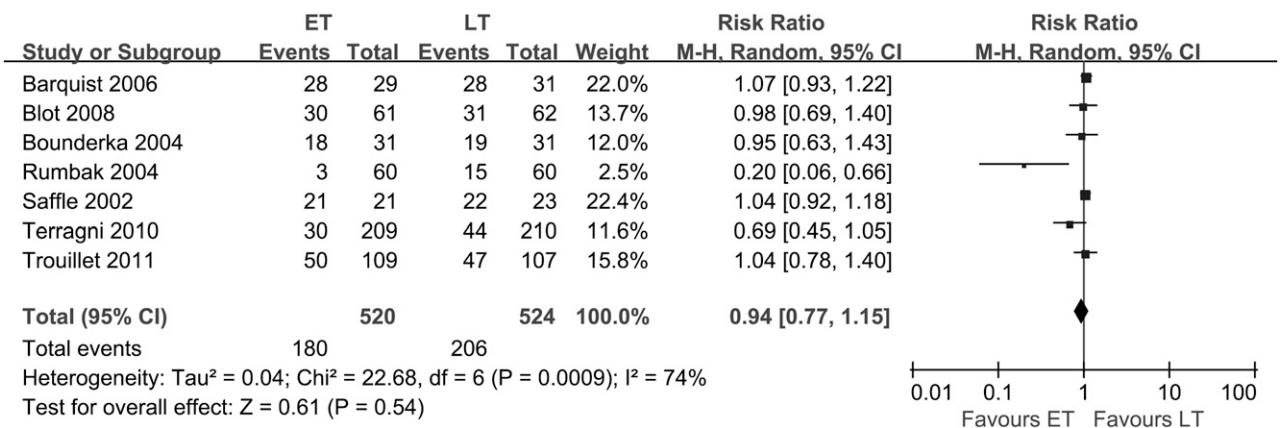 ET LT Risk Ratio Risk Ratio
Study or Subgroup Events Total Events Total Weight M-H, Random, 95% CI M-H, Random, 95% CI
Barquist 2006 28 29 28 31 22.0% 1.07 [0.93, 1.22]
Blot 2008 30 61 31 62 13.7% 0.98 [0.69, 1.40]
Bounderka 2004 18 31 19 31 12.0% 0.95 [0.63, 1.43]
Rumbak 2004 3 60 15 60 2.5% 0.20 [0.06, 0.66]
Saffle 2002 21 21 22 23 22.4% 1.04 [0.92, 1.18]
Terragni 2010 30 209 44 210 11.6% 0.69 [0.45, 1.05]
Trouillet 2011 50 109 47 107 15.8% 1.04 [0.78, 1.40]
Total (95% CI) 520 524 100.0% 0.94 [0.77, 1.15]
Total events 180 206
Heterogeneity: Tau² = 0.04; Chi² = 22.68, df = 6 (P = 0.0009); I² = 74%
Test for overall effect: Z = 0.61 (P = 0.54)
0.01 0.1 1 10 100
Favours ET Favours LT